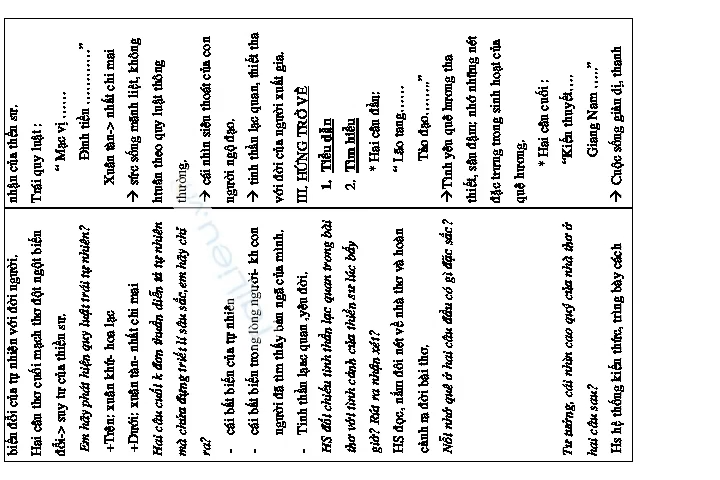 biến đổi của tự nhiên với đời người.
Hai câu thơ cuối mạch thơ đột ngột biến
đổi-> suy tư của thiền sư.
Em hãy phát hiện quy luật trái tự nhiên?
+Trên: xuân khứ- hoa lạc
+Dưới: xuân tàn- nhất chi mai
Hai câu cuối k đơn thuần diễn tả tự nhiên
mà chứa đựng triết lí sâu sắc, em hãy chỉ
ra?
- cái bất biến của tự nhiên
- cái bất biến trong lòng người- kh con
người đã tìm thấy bản ngã của mình.
- Tinh thần lạac quan ,yêu đời.
HS đối chiếu tinh thần lạc quan trong bài
thơ với tình cảnh của thiền sư lúc bấy
giờ? Rút ra nhận xét?
HS đọc, nắm đôi nét về nhà thơ và hoàn
cảnh ra đời bài thơ.
Nỗi nhớ quê ở hai câu đầu có gì đặc sắc?
Tư tưởng, cái nhìn cao quý của nhà thơ ở
hai câu sau?
Hs hệ thống kiến thức, trình bày cách
nhận của thiền sư.
Trái quy luật :
“ Mạc vị ……
Đình tiền …………”
Xuân tàn-> nhất chi mai
→ sức sống mãnh liệt, không
htuân theo quy luật thông
thường.
→ cái nhìn siêu thoát của con
người ngộ đạo.
→ tinh thần lạc quan, thiết tha
với đời của người xuất gia.
III. HỨNG TRỞ VỀ
1. Tiểu dẫn
2. Tìm hiểu
* Hai câu đầu:
“ Lão tang……
Tảo đạo.……”
→Tình yêu quê hương tha
thiết, sâu đậm; nhớ những nét
đặc trưng trong sinh hoạt của
quê hương.
* Hai câu cuối :
“Kiến thuyết….
Giang Nam …..”
→ Cuộc sống giản dị, thanh